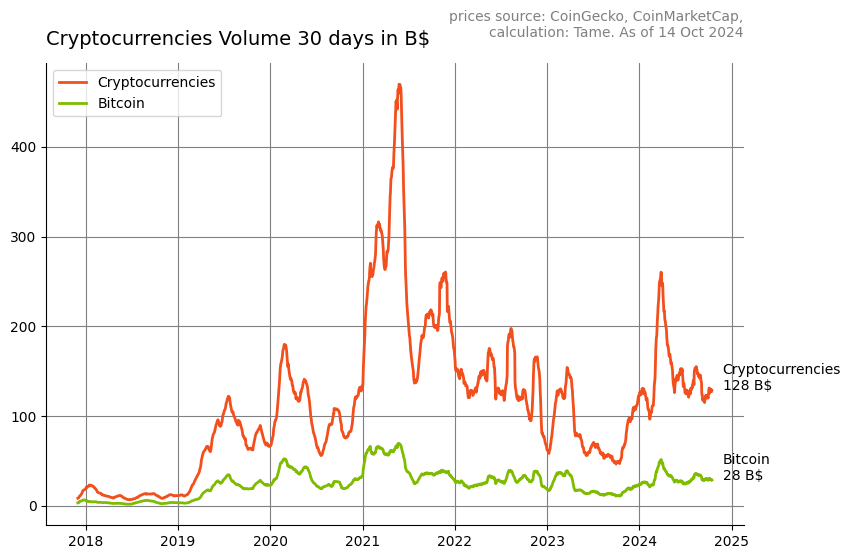 prices source: CoinGecko, CoinMarketCap,
calculation: Tame. As of 14 Oct 2024
Cryptocurrencies Volume 30 days in B$
Cryptocurrencies
Bitcoin
400
300
200
100
0
Cryptocurrencies
128 B$
Bitcoin
28 B$
2018
2019
2020
2021
2022
2023
2024
2025